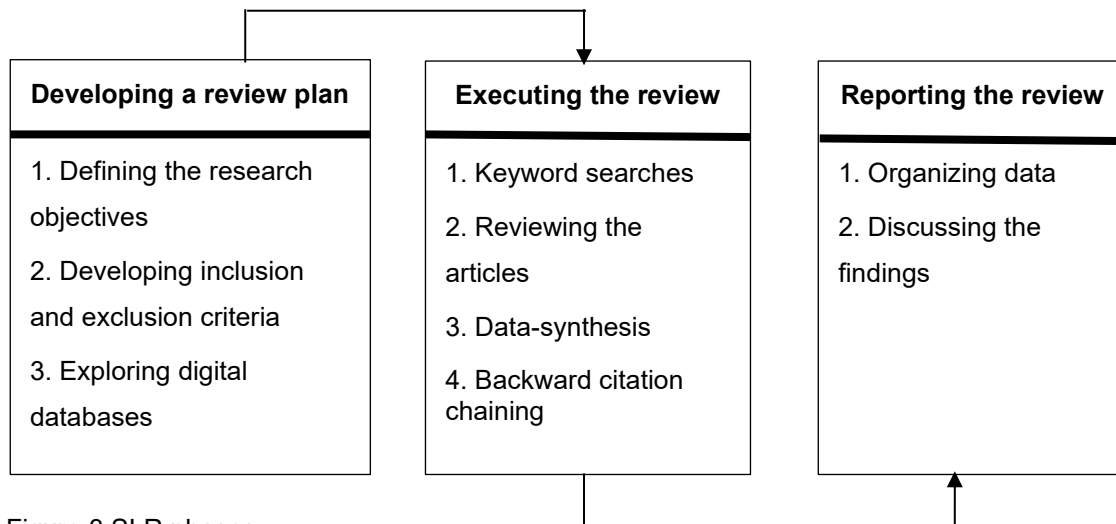 Developing a review plan
1. Defining the research
objectives
2. Developing inclusion
and exclusion criteria
3. Exploring digital
databases
Executing the review
1. Keyword searches
2. Reviewing the
articles
3. Data-synthesis
4. Backward citation
chaining
Reporting the review
1. Organizing data
2. Discussing the
findings